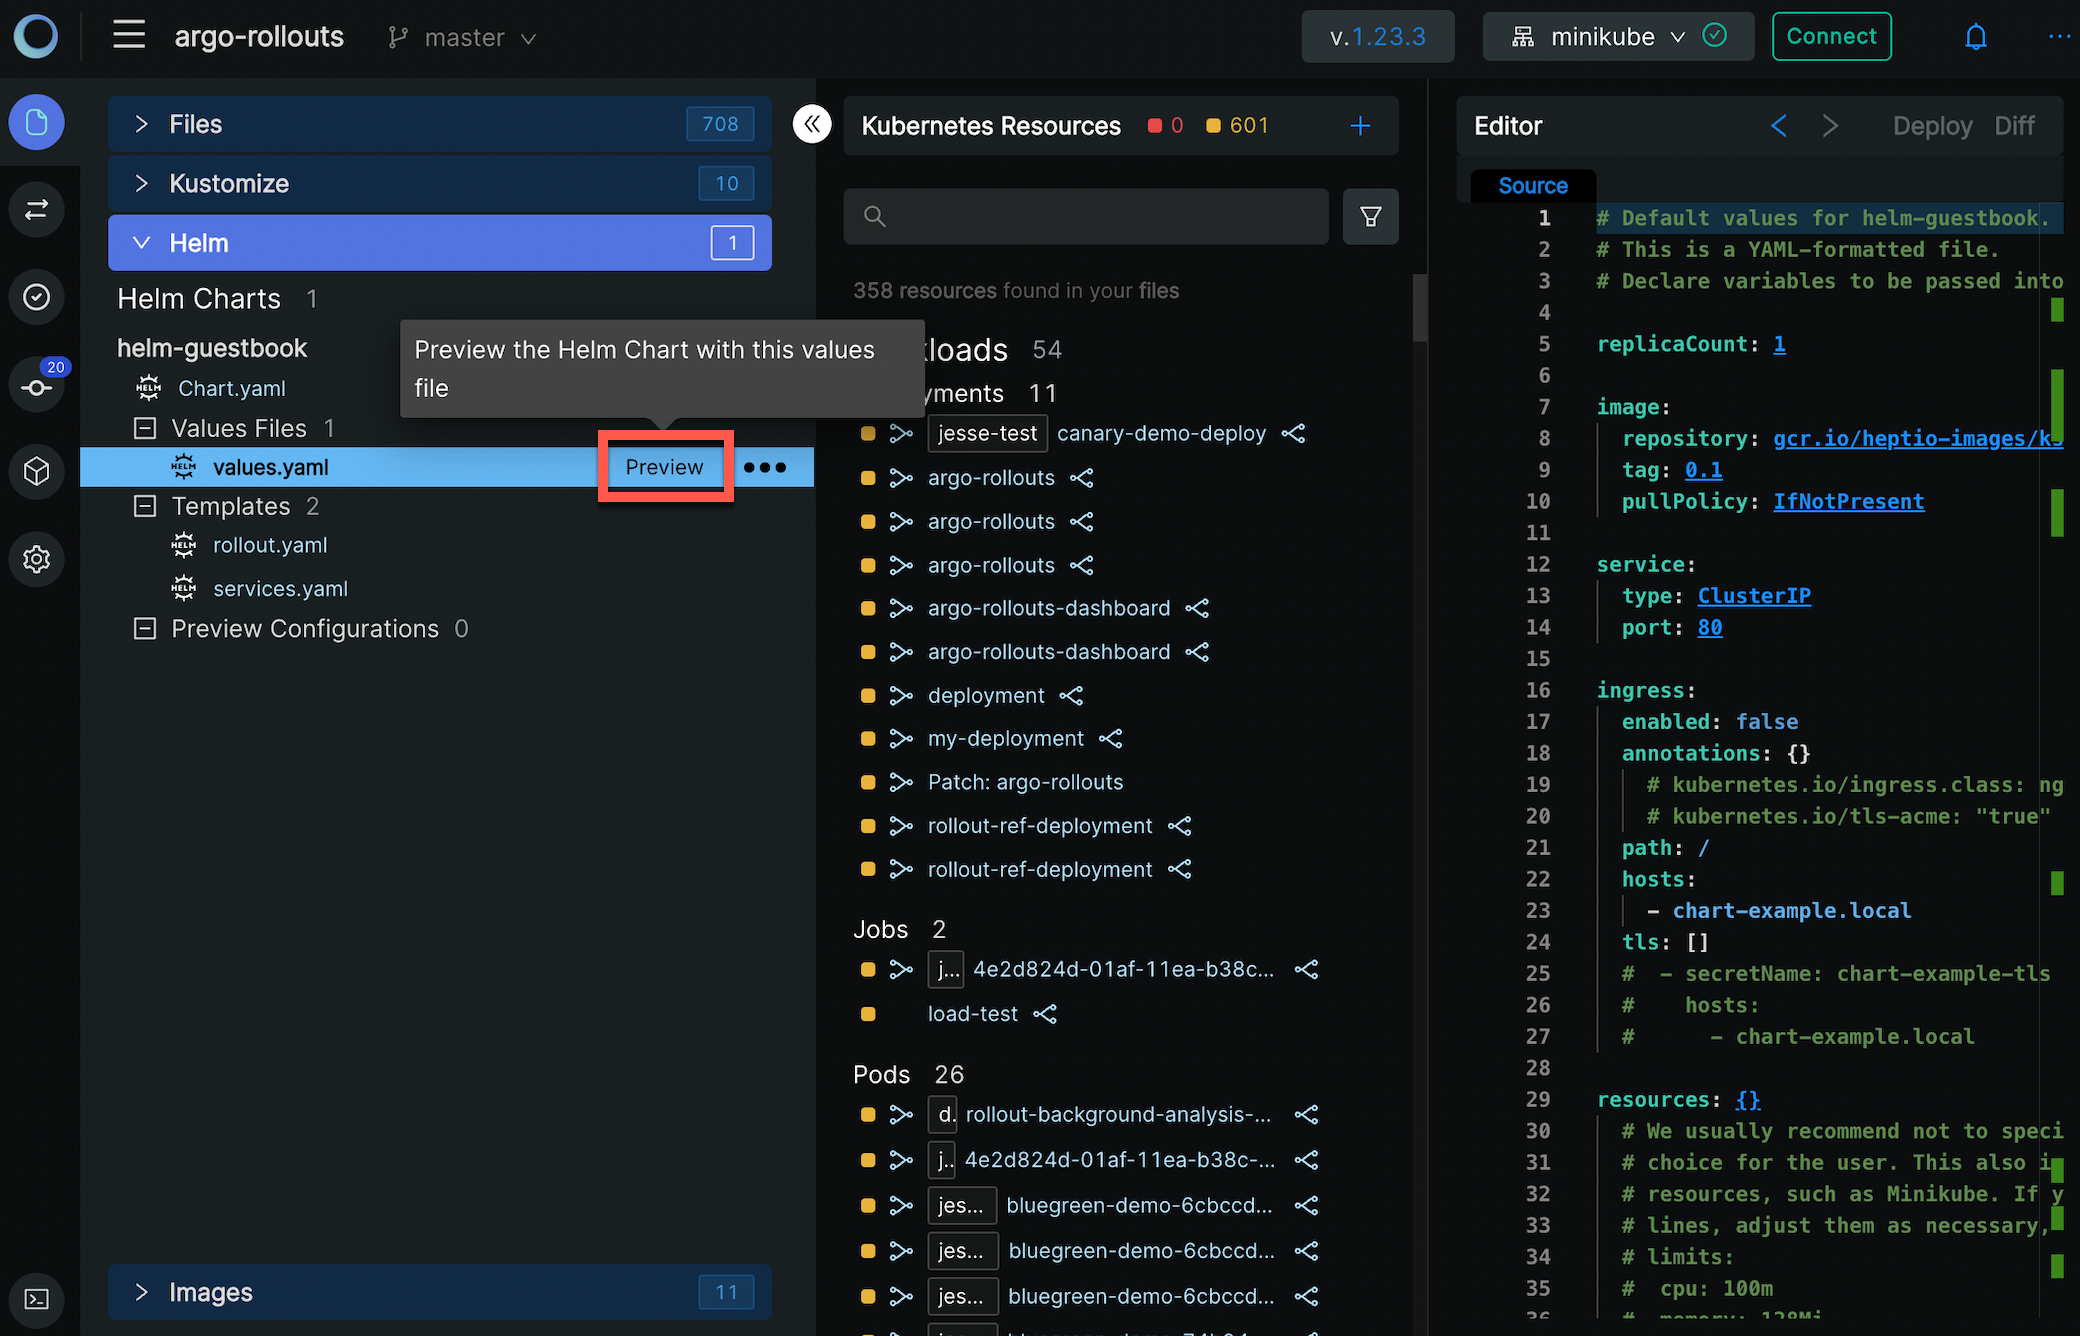 argo-rollouts
master
v.1.23.3
minikube
Connect
20
Files 708
Kustomize 10
Helm 1
Helm Charts 1
helm-guestbook
HELM Chart.yaml
Values Files 1
HELM values.yaml Preview
Templates 2
HELM rollout.yaml
HELM services.yaml
Preview Configurations 0
Images 11
Preview the Helm Chart with this values
file
Kubernetes Resources 0 601
358 resources found in your files
kloads 54
yments 11
jesse-test canary-demo-deploy
argo-rollouts
argo-rollouts
argo-rollouts
argo-rollouts-dashboard
argo-rollouts-dashboard
deployment
my-deployment
Patch: argo-rollouts
rollout-ref-deployment
rollout-ref-deployment
Jobs 2
j... 4e2d824d-01af-11ea-b38c...
load-test
Pods 26
d. rollout-background-analysis-...
j.. 4e2d824d-01af-11ea-b38c-...
jes... bluegreen-demo-6cbccd...
jes... bluegreen-demo-6cbccd...
jes... bluegreen-demo-6cbccd...
Editor Deploy Diff
Source
1 # Default values for helm-guestbook.
2 # This is a YAML-formatted file.
3 # Declare variables to be passed into
4
5 replicaCount: 1
6
7 image:
8 repository: gcr.io/heptio-images/ks
9 tag: 0.1
10 pullPolicy: IfNotPresent
11
12 service:
13 type: ClusterIP
14 port: 80
15
16 ingress:
17 enabled: false
18 annotations: {}
19 # kubernetes.io/ingress.class: ng
20 # kubernetes.io/tls-acme: "true"
21 path: /
22 hosts:
23 - chart-example.local
24 tls: []
25 # - secretName: chart-example-tls
26 # hosts:
27 # - chart-example.local
28
29 resources: {}
30 # We usually recommend not to speci
31 # choice for the user. This also i
32 # resources, such as Minikube. If y
33 # lines, adjust them as necessary,
34 # limits:
35 # cpu: 100m
36 # memory: 128Mi